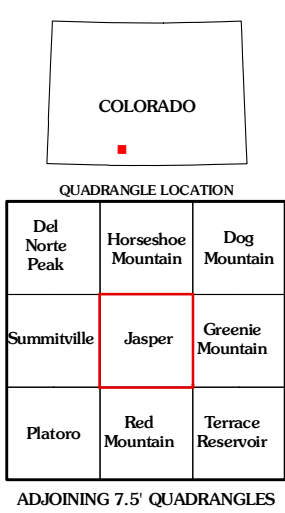 COLORADO
QUADRANGLE LOCATION
Del
Norte
Peak
Horseshoe
Mountain
Dog
Mountain
Summitville
Jasper
Greenie
Mountain
Platoro
Red
Mountain
Terrace
Reservoir
ADJOINING 7.5' QUADRANGLES